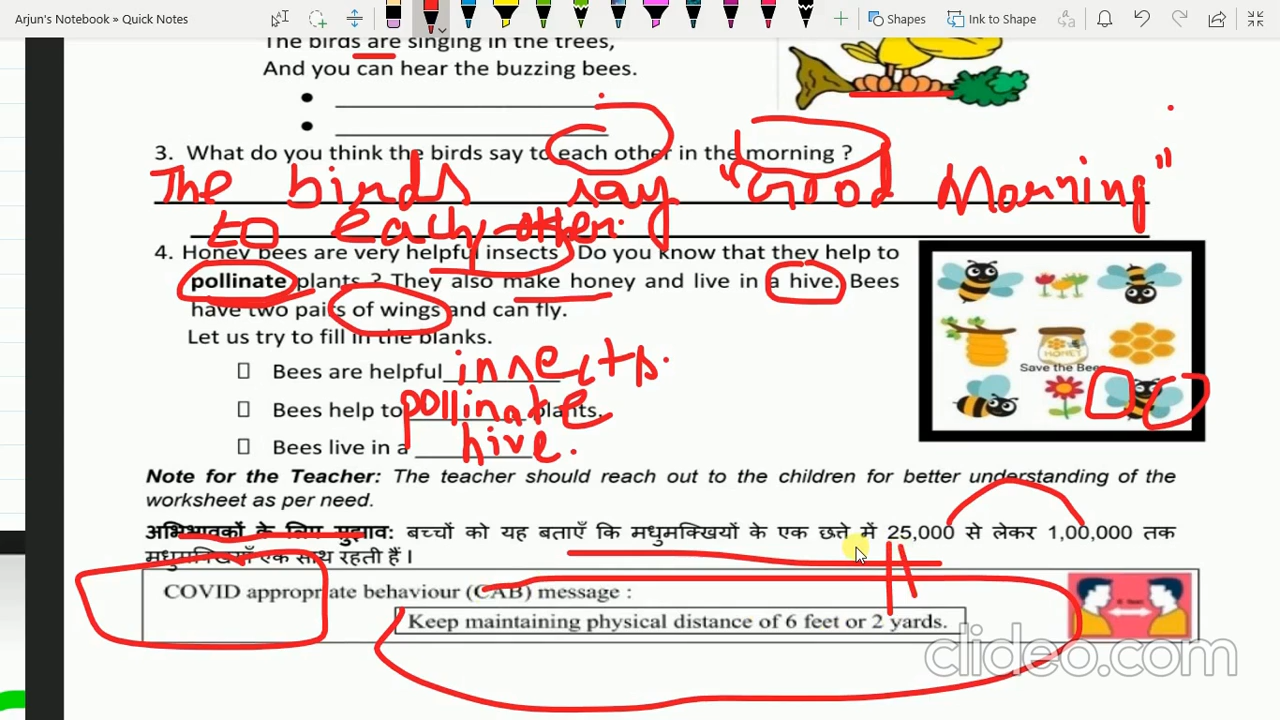 Arjun's Notebook » Quick Notes
Shapes
Ink to Shape
The birds are singing in the trees,
And you can hear the buzzing bees.
3. What do you think the birds say to each other in the morning ?
The birds say "Good Morning"
to each other.
4. Honey bees are very helpful insects. Do you know that they help to
pollinate plants ? They also make honey and live in a hive. Bees
have two pairs of wings and can fly.
Let us try to fill in the blanks.
HONEY
Save the Bees
Bees are helpful insects.
Bees help to pollinate plants.
Bees live in a hive.
Note for the Teacher: The teacher should reach out to the children for better understanding of the
worksheet as per need.
अभिभावकों के लिए सुझाव: बच्चों को यह बताएँ कि मधुमक्खियों के एक छत्ते में 25,000 से लेकर 1,00,000 तक
मधुमक्खियाँ एक साथ रहती हैं ।
COVID appropriate behaviour (CAB) message :
Keep maintaining physical distance of 6 feet or 2 yards.
clideo.com